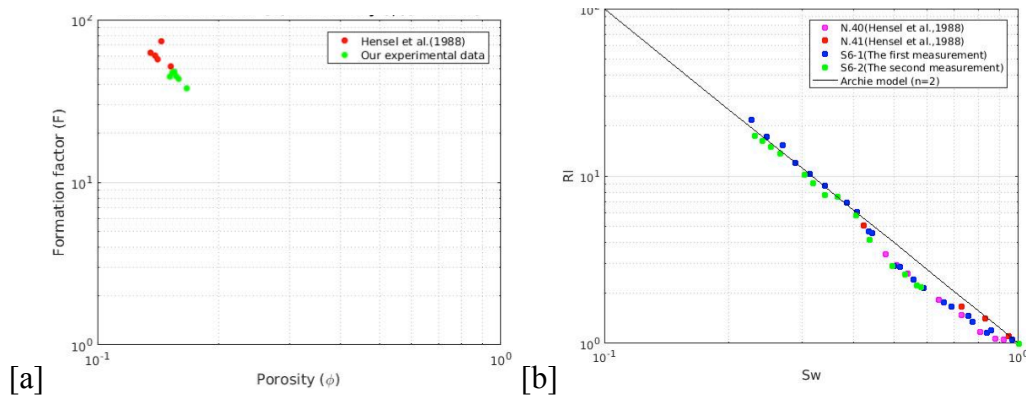 Hensel et al.(1988)
Our experimental data
10²
10¹
10⁰
Formation factor (F)
10⁻¹
10⁰
Porosity (ϕ)
[a]
N.40(Hensel et al.,1988)
N.41(Hensel et al.,1988)
S6-1(The first measurement)
S6-2(The second measurement)
Archie model (n=2)
10¹
10⁰
RI
10⁻¹
10⁰
Sw
[b]